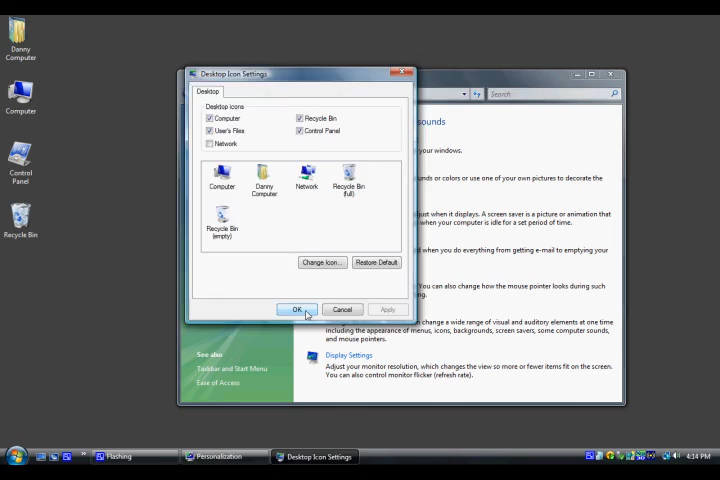 Danny
Computer
Computer
Control
Panel
Recycle Bin
Desktop Icon Settings
Desktop
Desktop icons
Computer
Recycle Bin
User's Files
Control Panel
Network
Computer
Danny
Computer
Network
Recycle Bin
(full)
Recycle Bin
(empty)
Change Icon...
Restore Default
OK
Cancel
Apply
Search
sounds
your windows.
unds or colors or use one of your own pictures to decorate the
just when it displays. A screen saver is a picture or animation that
when your computer is idle for a set period of time.
d when you do everything from getting e-mail to emptying your
You can also change how the mouse pointer looks during such
ng.
n change a wide range of visual and auditory elements at one time
including the appearance of menus, icons, backgrounds, screen savers, some computer sounds,
and mouse pointers.
Display Settings
Adjust your monitor resolution, which changes the view so more or fewer items fit on the screen.
You can also control monitor flicker (refresh rate).
See also
Taskbar and Start Menu
Ease of Access
Flashing
Personalization
Desktop Icon Settings
4:14 PM